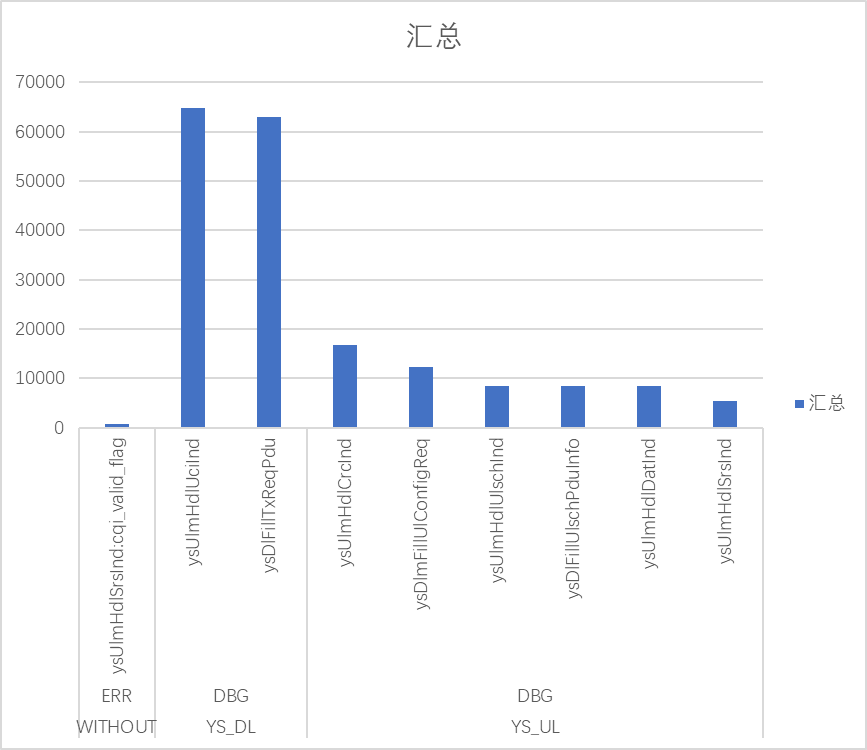 汇总
70000
60000
50000
40000
30000
20000
10000
0
汇总
ysUlmHdlSrsInd:cqi_valid_flag
ysUlmHdlUciInd
ysDlFillTxReqPdu
ysUlmHdlCrcInd
ysDlmFillUlConfigReq
ysUlmHdlUlschInd
ysDlFillUlschPduInfo
ysUlmHdlDatInd
ysUlmHdlSrsInd
ERR DBG DBG
WITHOUT YS_DL YS_UL